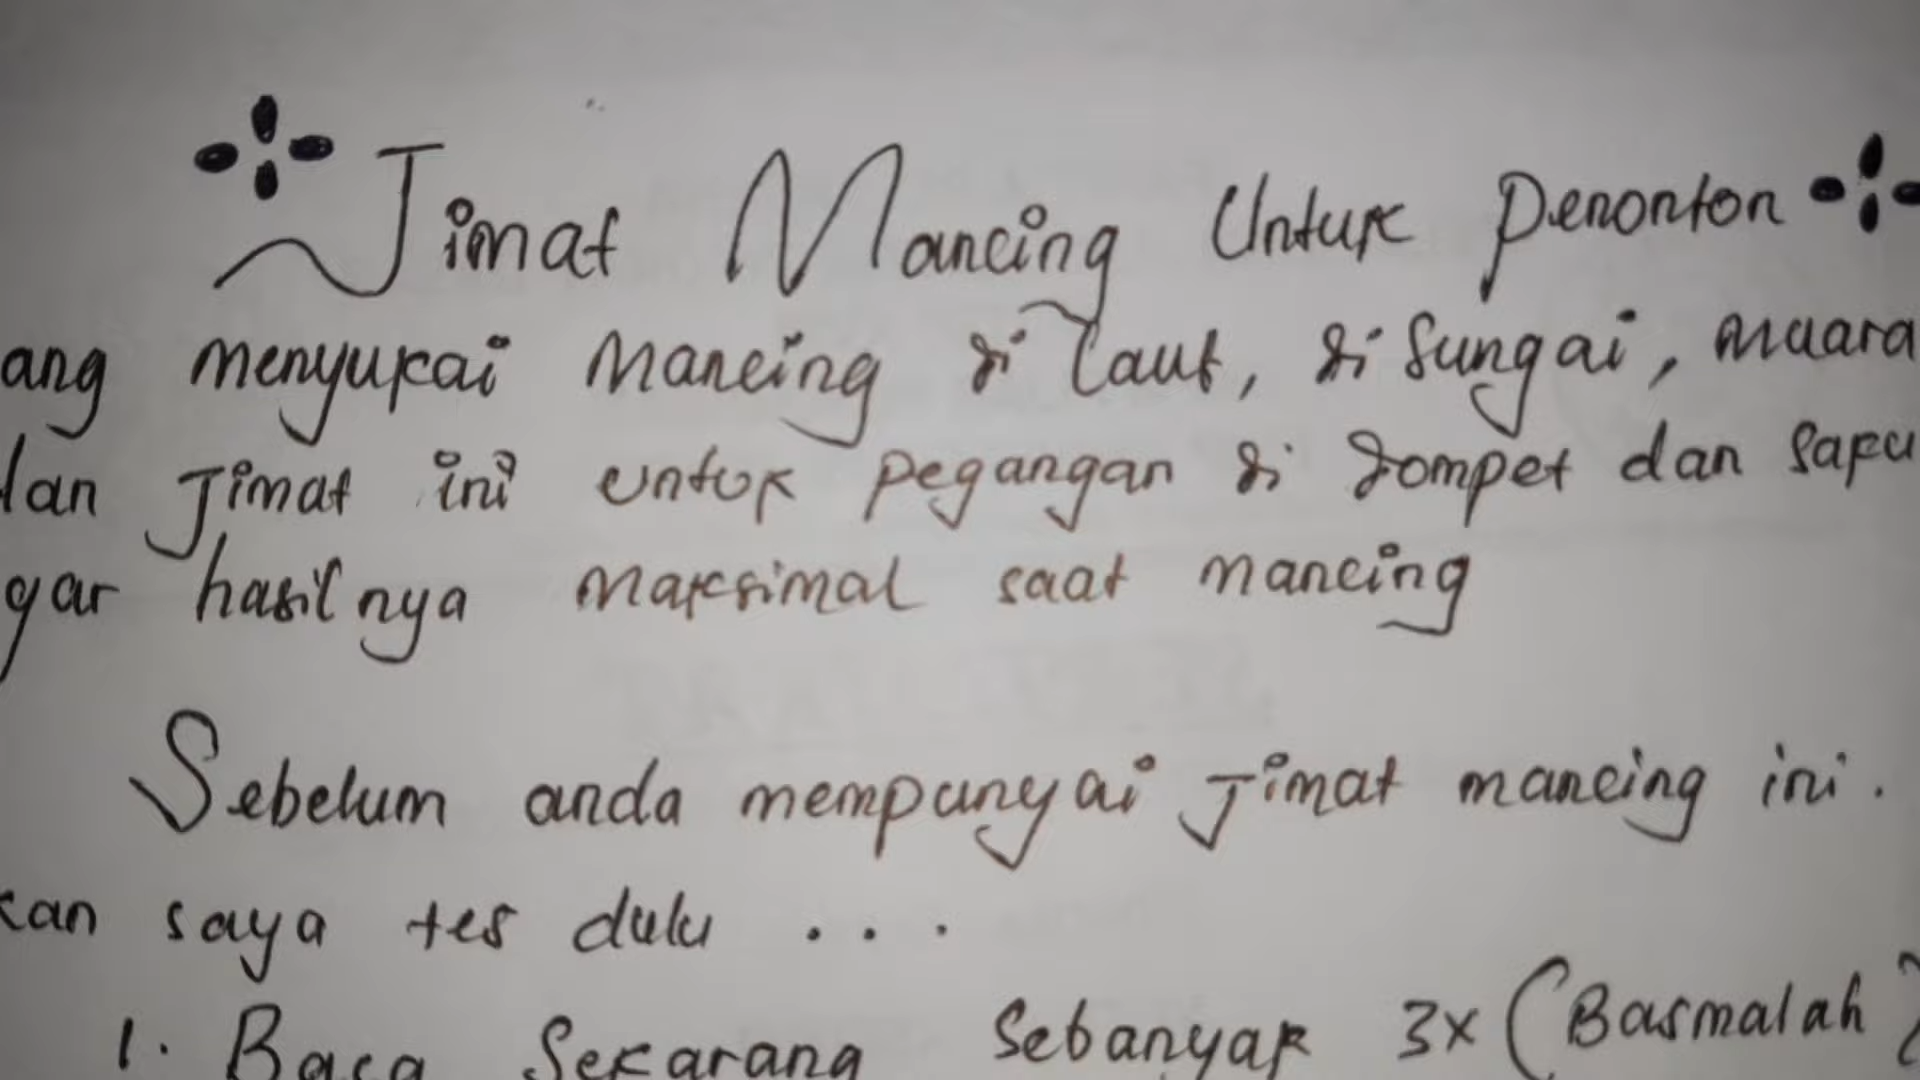 Jimat Mancing Untuk Penonton
ang menyukai Mancing di laut, di Sungai, Muara
dan Jimat ini untuk pegangan di dompet dan saku
gar hasilnya Maksimal saat mancing
Sebelum anda mempunyai Jimat mancing ini.
kan saya tes dulu ...
1. Baca Sekarang Sebanyak 3x (Basmalah)